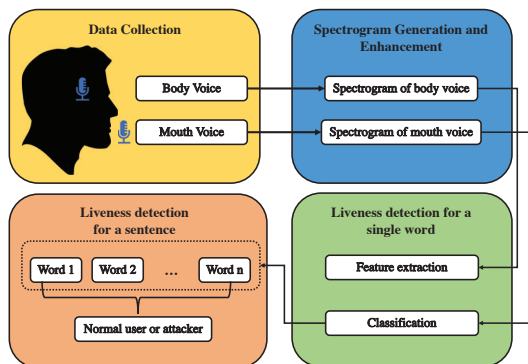 Data Collection
Body Voice
Mouth Voice
Spectrogram Generation and
Enhancement
Spectrogram of body voice
Spectrogram of mouth voice
Liveness detection
for a sentence
Word 1 Word 2 ... Word n
Normal user or attacker
Liveness detection for a
single word
Feature extraction
Classification